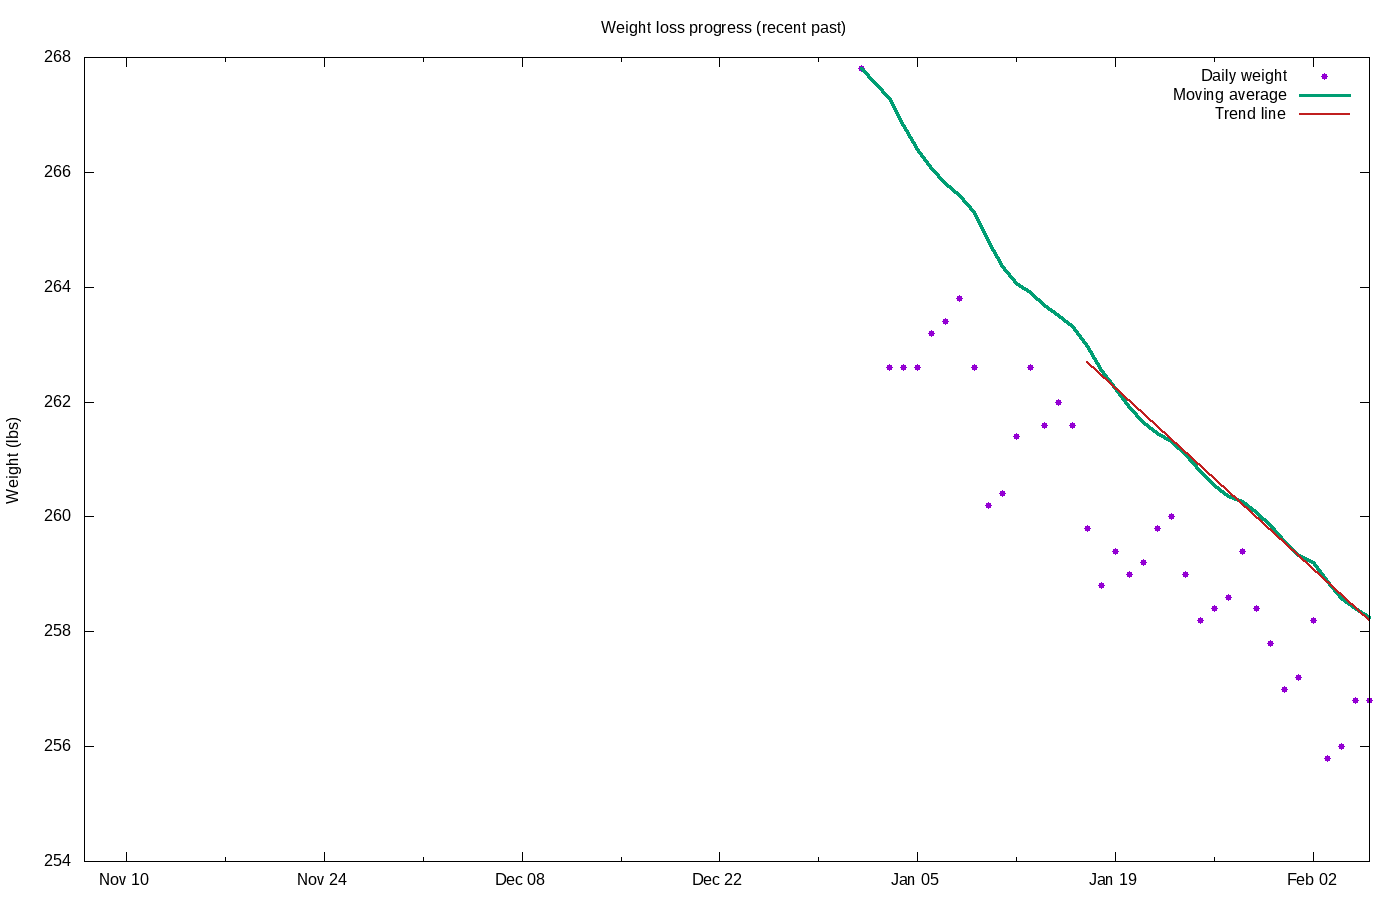 Weight loss progress (recent past)
268
266
264
262
260
258
256
254
Weight (lbs)
Daily weight
Moving average
Trend line
Nov 10
Nov 24
Dec 08
Dec 22
Jan 05
Jan 19
Feb 02